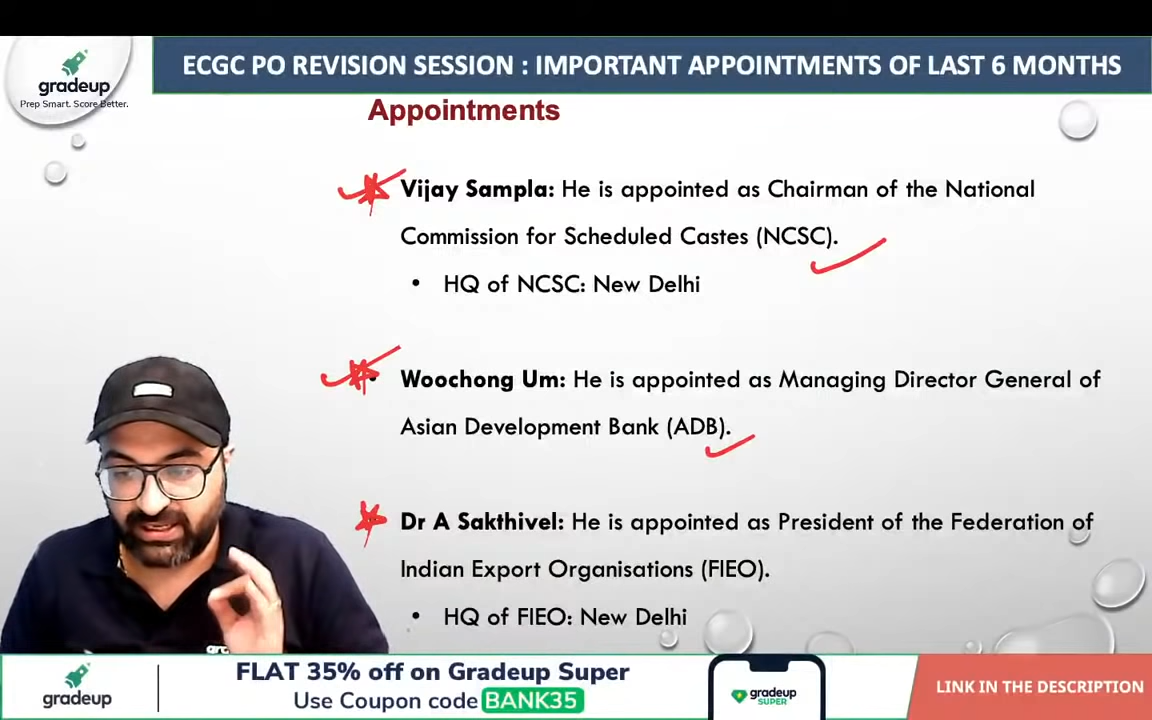 gradeup
Prep Smart. Score Better.
ECGC PO REVISION SESSION : IMPORTANT APPOINTMENTS OF LAST 6 MONTHS
Appointments
Vijay Sampla: He is appointed as Chairman of the National
Commission for Scheduled Castes (NCSC).
• HQ of NCSC: New Delhi
Woochong Um: He is appointed as Managing Director General of
Asian Development Bank (ADB).
Dr A Sakthivel: He is appointed as President of the Federation of
Indian Export Organisations (FIEO).
• HQ of FIEO: New Delhi
gradeup
FLAT 35% off on Gradeup Super
Use Coupon code BANK35
gradeup
SUPER
LINK IN THE DESCRIPTION